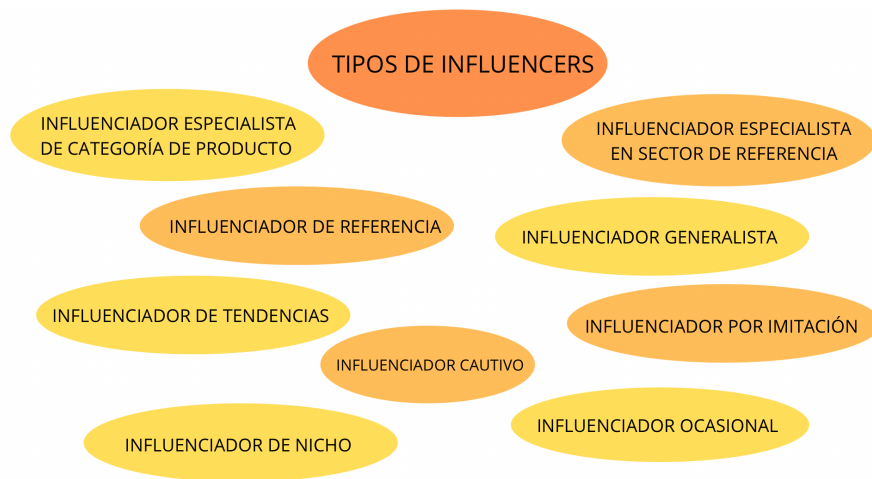 TIPOS DE INFLUENCERS
INFLUENCIADOR ESPECIALISTA
DE CATEGORÍA DE PRODUCTO
INFLUENCIADOR ESPECIALISTA
EN SECTOR DE REFERENCIA
INFLUENCIADOR DE REFERENCIA
INFLUENCIADOR GENERALISTA
INFLUENCIADOR DE TENDENCIAS
INFLUENCIADOR POR IMITACIÓN
INFLUENCIADOR CAUTIVO
INFLUENCIADOR OCASIONAL
INFLUENCIADOR DE NICHO